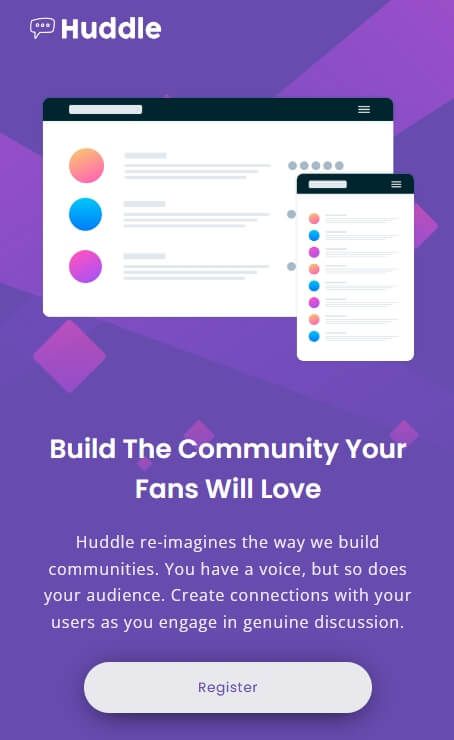 Huddle
Build The Community Your
Fans Will Love
Huddle re-imagines the way we build
communities. You have a voice, but so does
your audience. Create connections with your
users as you engage in genuine discussion.
Register